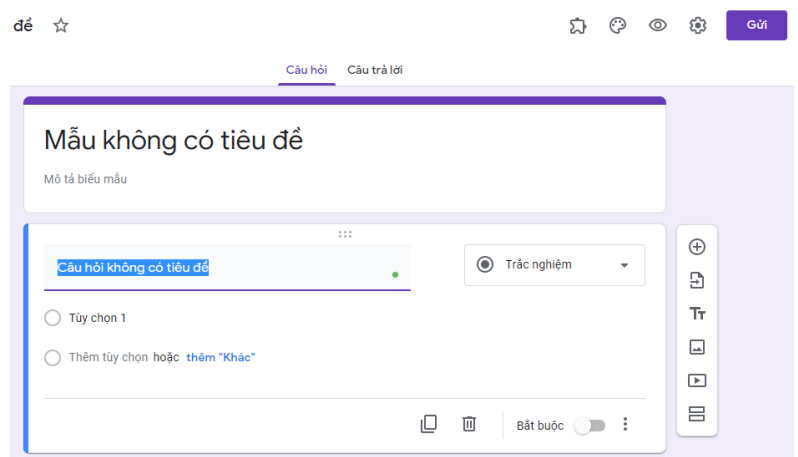 đề
Gửi
Câu hỏi Câu trả lời
Mẫu không có tiêu đề
Mô tả biểu mẫu
Câu hỏi không có tiêu đề
Trắc nghiệm
Tùy chọn 1
Thêm tùy chọn hoặc thêm "Khác"
Bắt buộc